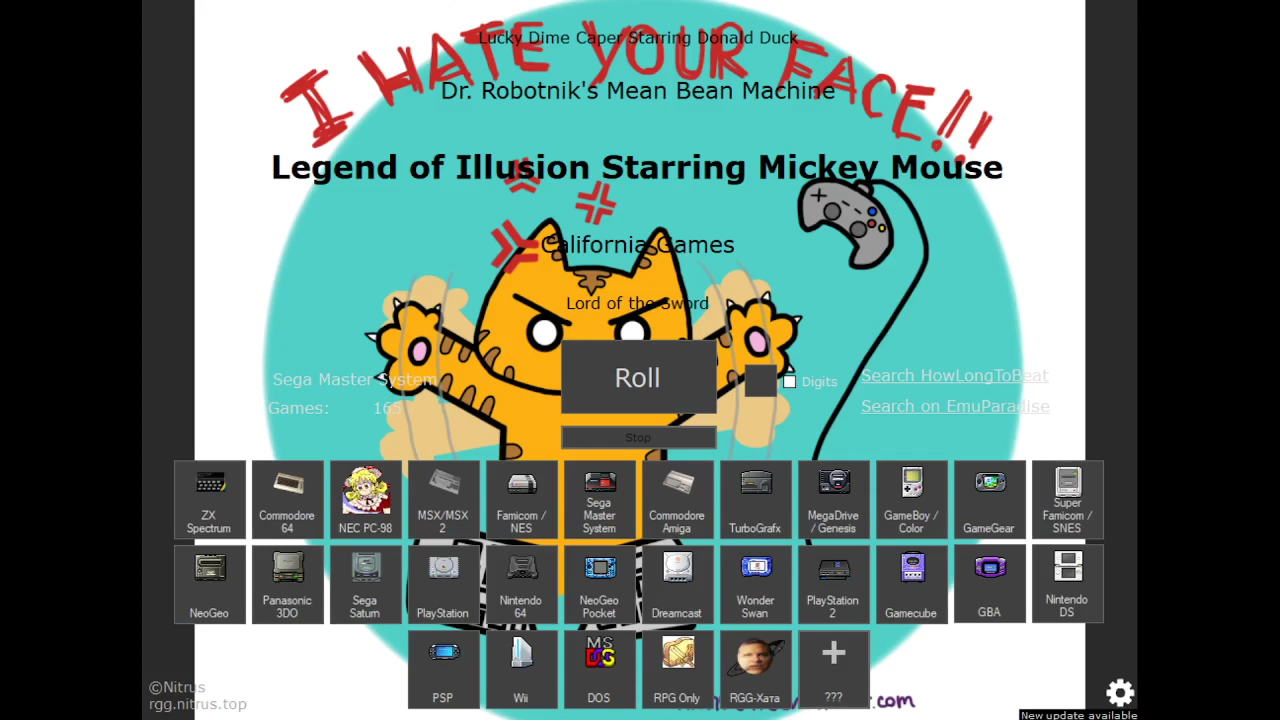 I HATE YOUR FACE!!
Lucky Dime Caper Starring Donald Duck
Dr. Robotnik's Mean Bean Machine
Legend of Illusion Starring Mickey Mouse
California Games
Lord of the Sword
Roll
Stop
Digits
Sega Master System
Games: 165
Search HowLongToBeat
Search on EmuParadise
ZX Spectrum
Commodore 64
NEC PC-98
MSX/MSX 2
Famicom / NES
Sega Master System
Commodore Amiga
TurboGrafx
MegaDrive / Genesis
GameBoy / Color
GameGear
Super Famicom / SNES
NeoGeo
Panasonic 3DO
Sega Saturn
PlayStation
Nintendo 64
NeoGeo Pocket
Dreamcast
Wonder Swan
PlayStation 2
Gamecube
GBA
Nintendo DS
PSP
Wii
MS
DOS
RPG Only
RGG-Хата
???
.com
©Nitrus
rgg.nitrus.top
New update available